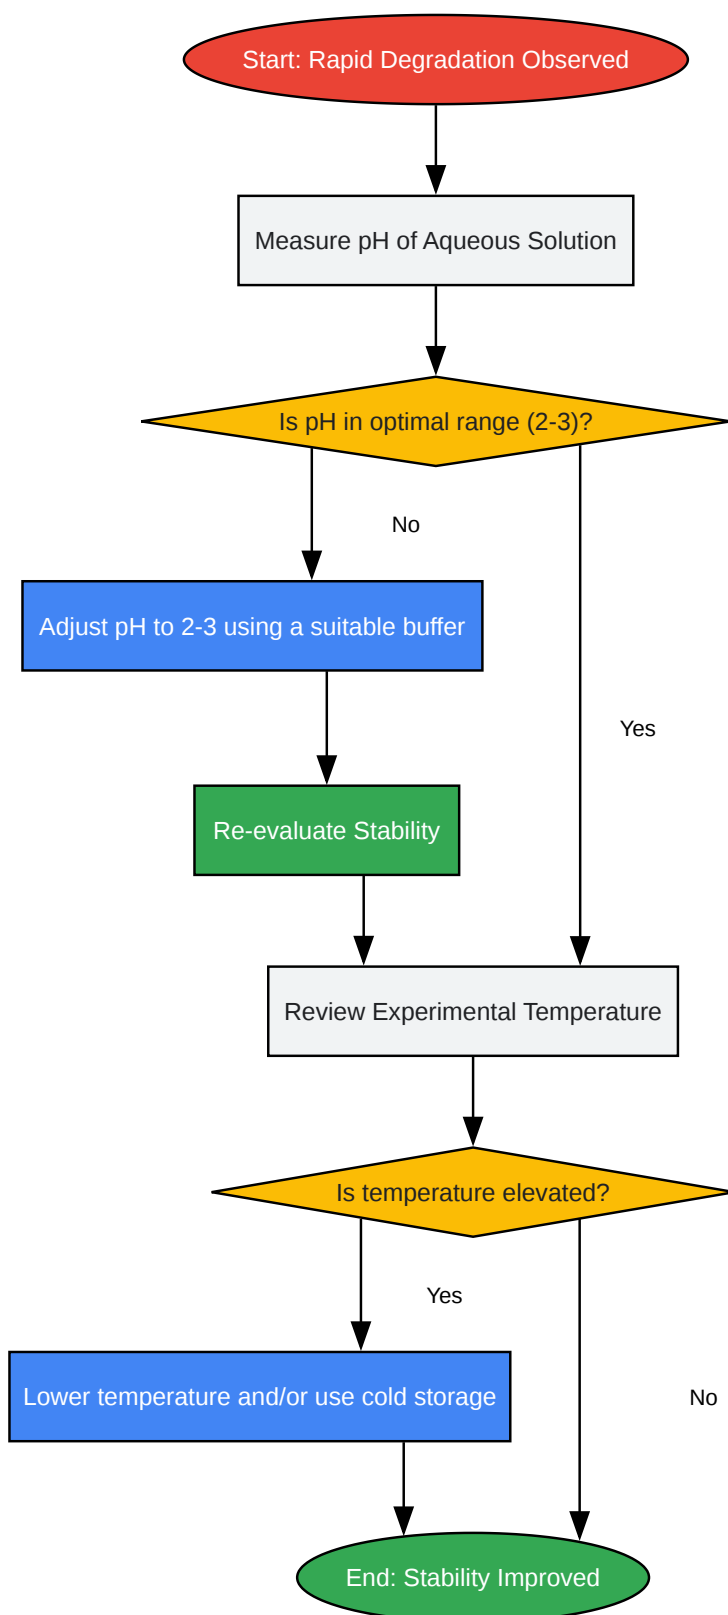 Start: Rapid Degradation Observed
Measure pH of Aqueous Solution
Is pH in optimal range (2-3)?
No
Adjust pH to 2-3 using a suitable buffer
Yes
Re-evaluate Stability
Review Experimental Temperature
Is temperature elevated?
Yes
Lower temperature and/or use cold storage
No
End: Stability Improved